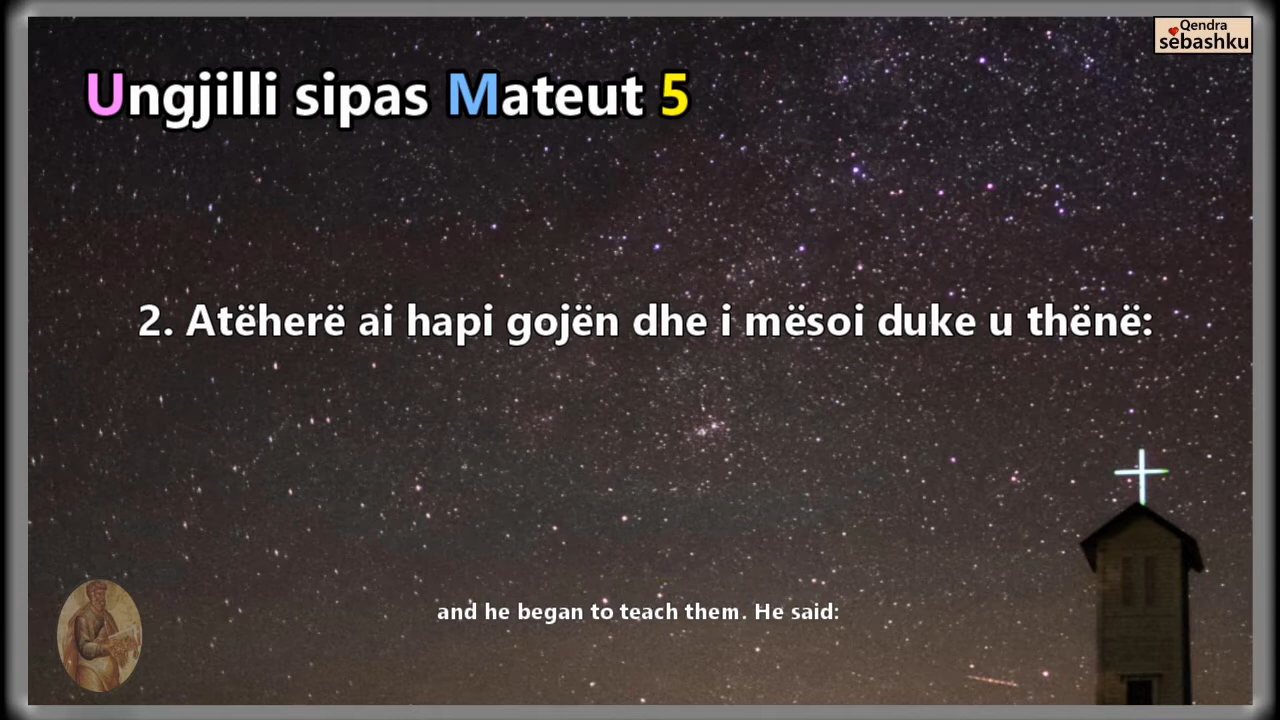 Qendra
sëbashku
Ungjilli sipas Mateut 5
2. Atëherë ai hapi gojën dhe i mësoi duke u thënë:
and he began to teach them. He said: